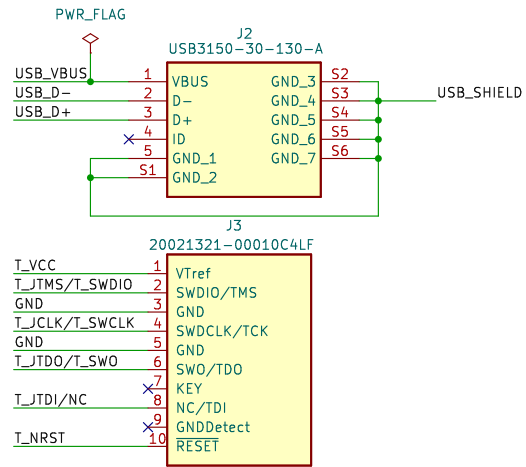 PWR_FLAG
J2
USB3150-30-130-A
USB_VBUS 1 VBUS GND_3 S2
USB_D- 2 D- GND_4 S3 USB_SHIELD
USB_D+ 3 D+ GND_5 S4
4 ID GND_6 S5
5 GND_1 GND_7 S6
S1 GND_2
J3
20021321-00010C4LF
T_VCC 1 VTref
T_JTMS/T_SWDIO 2 SWDIO/TMS
GND 3 GND
T_JCLK/T_SWCLK 4 SWDCLK/TCK
GND 5 GND
T_JTDO/T_SWO 6 SWO/TDO
7 KEY
T_JTDI/NC 8 NC/TDI
9 GNDDetect
T_NRST 10 RESET